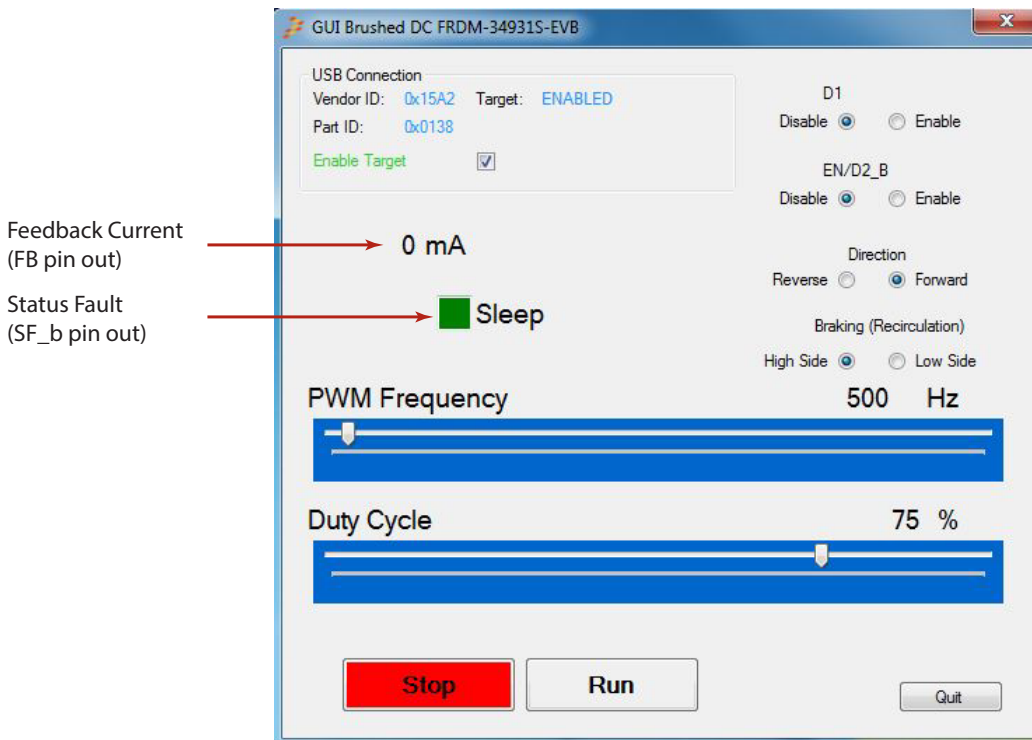 GUI Brushed DC FRDM-34931S-EVB
X
USB Connection
Vendor ID: 0x15A2 Target: ENABLED
Part ID: 0x0138
Enable Target
D1
Disable Enable
EN/D2_B
Disable Enable
Feedback Current
(FB pin out)
0 mA
Direction
Reverse Forward
Status Fault
(SF_b pin out)
Sleep
Braking (Recirculation)
High Side Low Side
PWM Frequency 500 Hz
Duty Cycle 75 %
Stop
Run
Quit